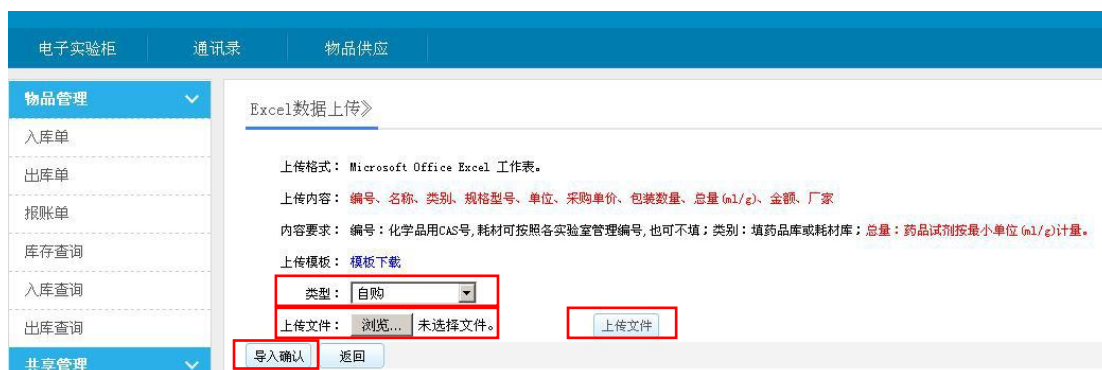 电子实验柜 通讯录 物品供应
物品管理
入库单
出库单
报账单
库存查询
入库查询
出库查询
共享管理
Excel数据上传》
上传格式: Microsoft Office Excel 工作表。
上传内容: 编号、名称、类别、规格型号、单位、采购单价、包装数量、总量(ml/g)、金额、厂家
内容要求: 编号:化学品用CAS号,耗材可按照各实验室管理编号,也可不填;类别:填药品库或耗材库;总量:药品试剂按最小单位(ml/g)计量。
上传模板: 模板下载
类型: 自购
上传文件: 浏览... 未选择文件。 上传文件
导入确认 返回